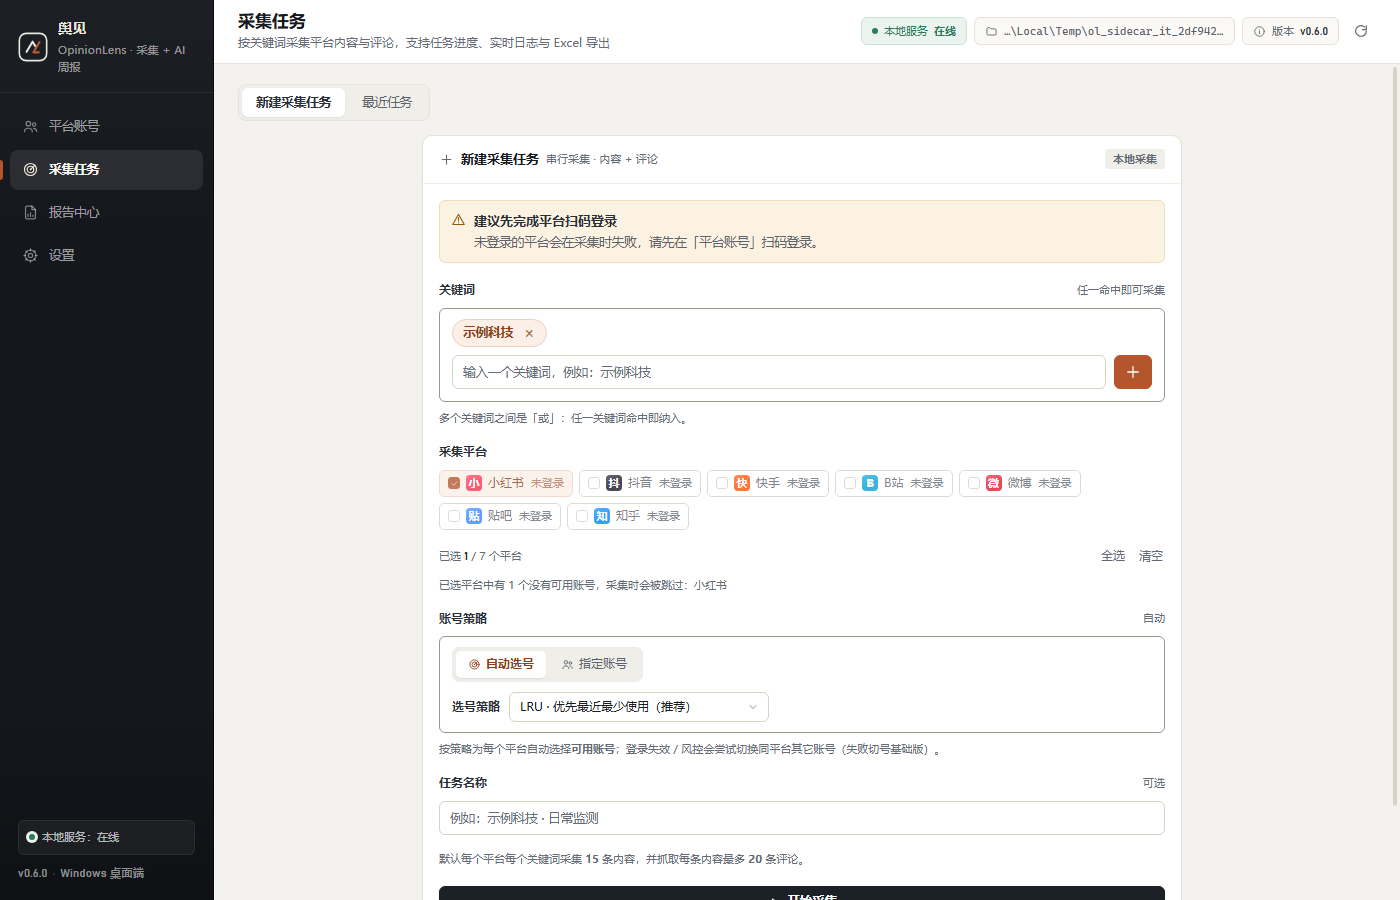 舆见
OpinionLens · 采集 + AI
周报
平台账号
采集任务
报告中心
设置
本地服务：在线
v0.6.0 · Windows 桌面端
采集任务
按关键词采集平台内容与评论，支持任务进度、实时日志与 Excel 导出
本地服务 在线
…\Local\Temp\ol_sidecar_it_2df942…
版本 v0.6.0
新建采集任务
最近任务
新建采集任务 串行采集 · 内容 + 评论
本地采集
建议先完成平台扫码登录
未登录的平台会在采集时失败，请先在「平台账号」扫码登录。
关键词
任一命中即可采集
示例科技 ×
输入一个关键词，例如：示例科技
多个关键词之间是「或」：任一关键词命中即纳入。
采集平台
小 小红书 未登录
抖 抖音 未登录
快 快手 未登录
B B站 未登录
微 微博 未登录
贴 贴吧 未登录
知 知乎 未登录
已选 1 / 7 个平台
全选 清空
已选平台中有 1 个没有可用账号，采集时会被跳过：小红书
账号策略
自动
自动选号
指定账号
选号策略
LRU · 优先最近最少使用（推荐）
按策略为每个平台自动选择可用账号；登录失效 / 风控会尝试切换同平台其它账号（失败切号基础版）。
任务名称
可选
例如：示例科技 · 日常监测
默认每个平台每个关键词采集 15 条内容，并抓取每条内容最多 20 条评论。
开始采集